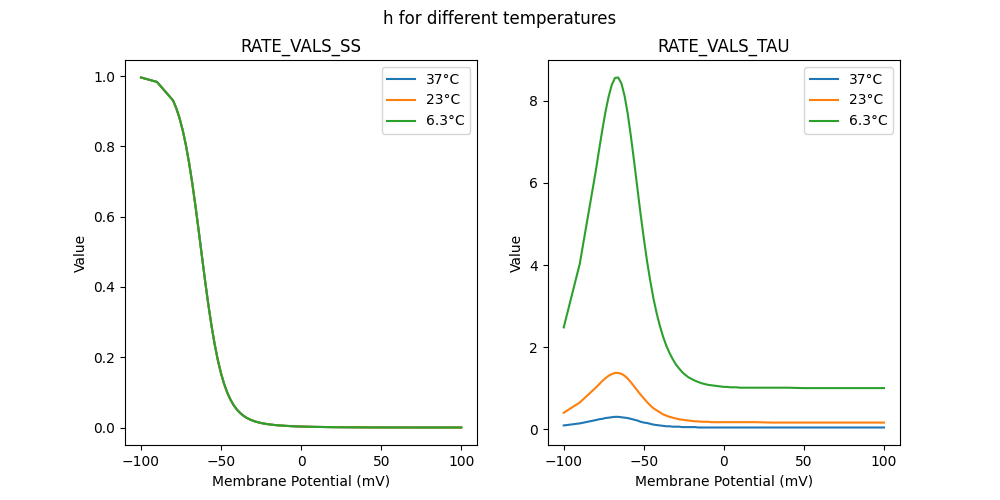 h for different temperatures
RATE_VALS_SS
Value
1.0
0.8
0.6
0.4
0.2
0.0
−100
−50
0
50
100
Membrane Potential (mV)
37°C
23°C
6.3°C
RATE_VALS_TAU
Value
8
6
4
2
0
−100
−50
0
50
100
Membrane Potential (mV)
37°C
23°C
6.3°C